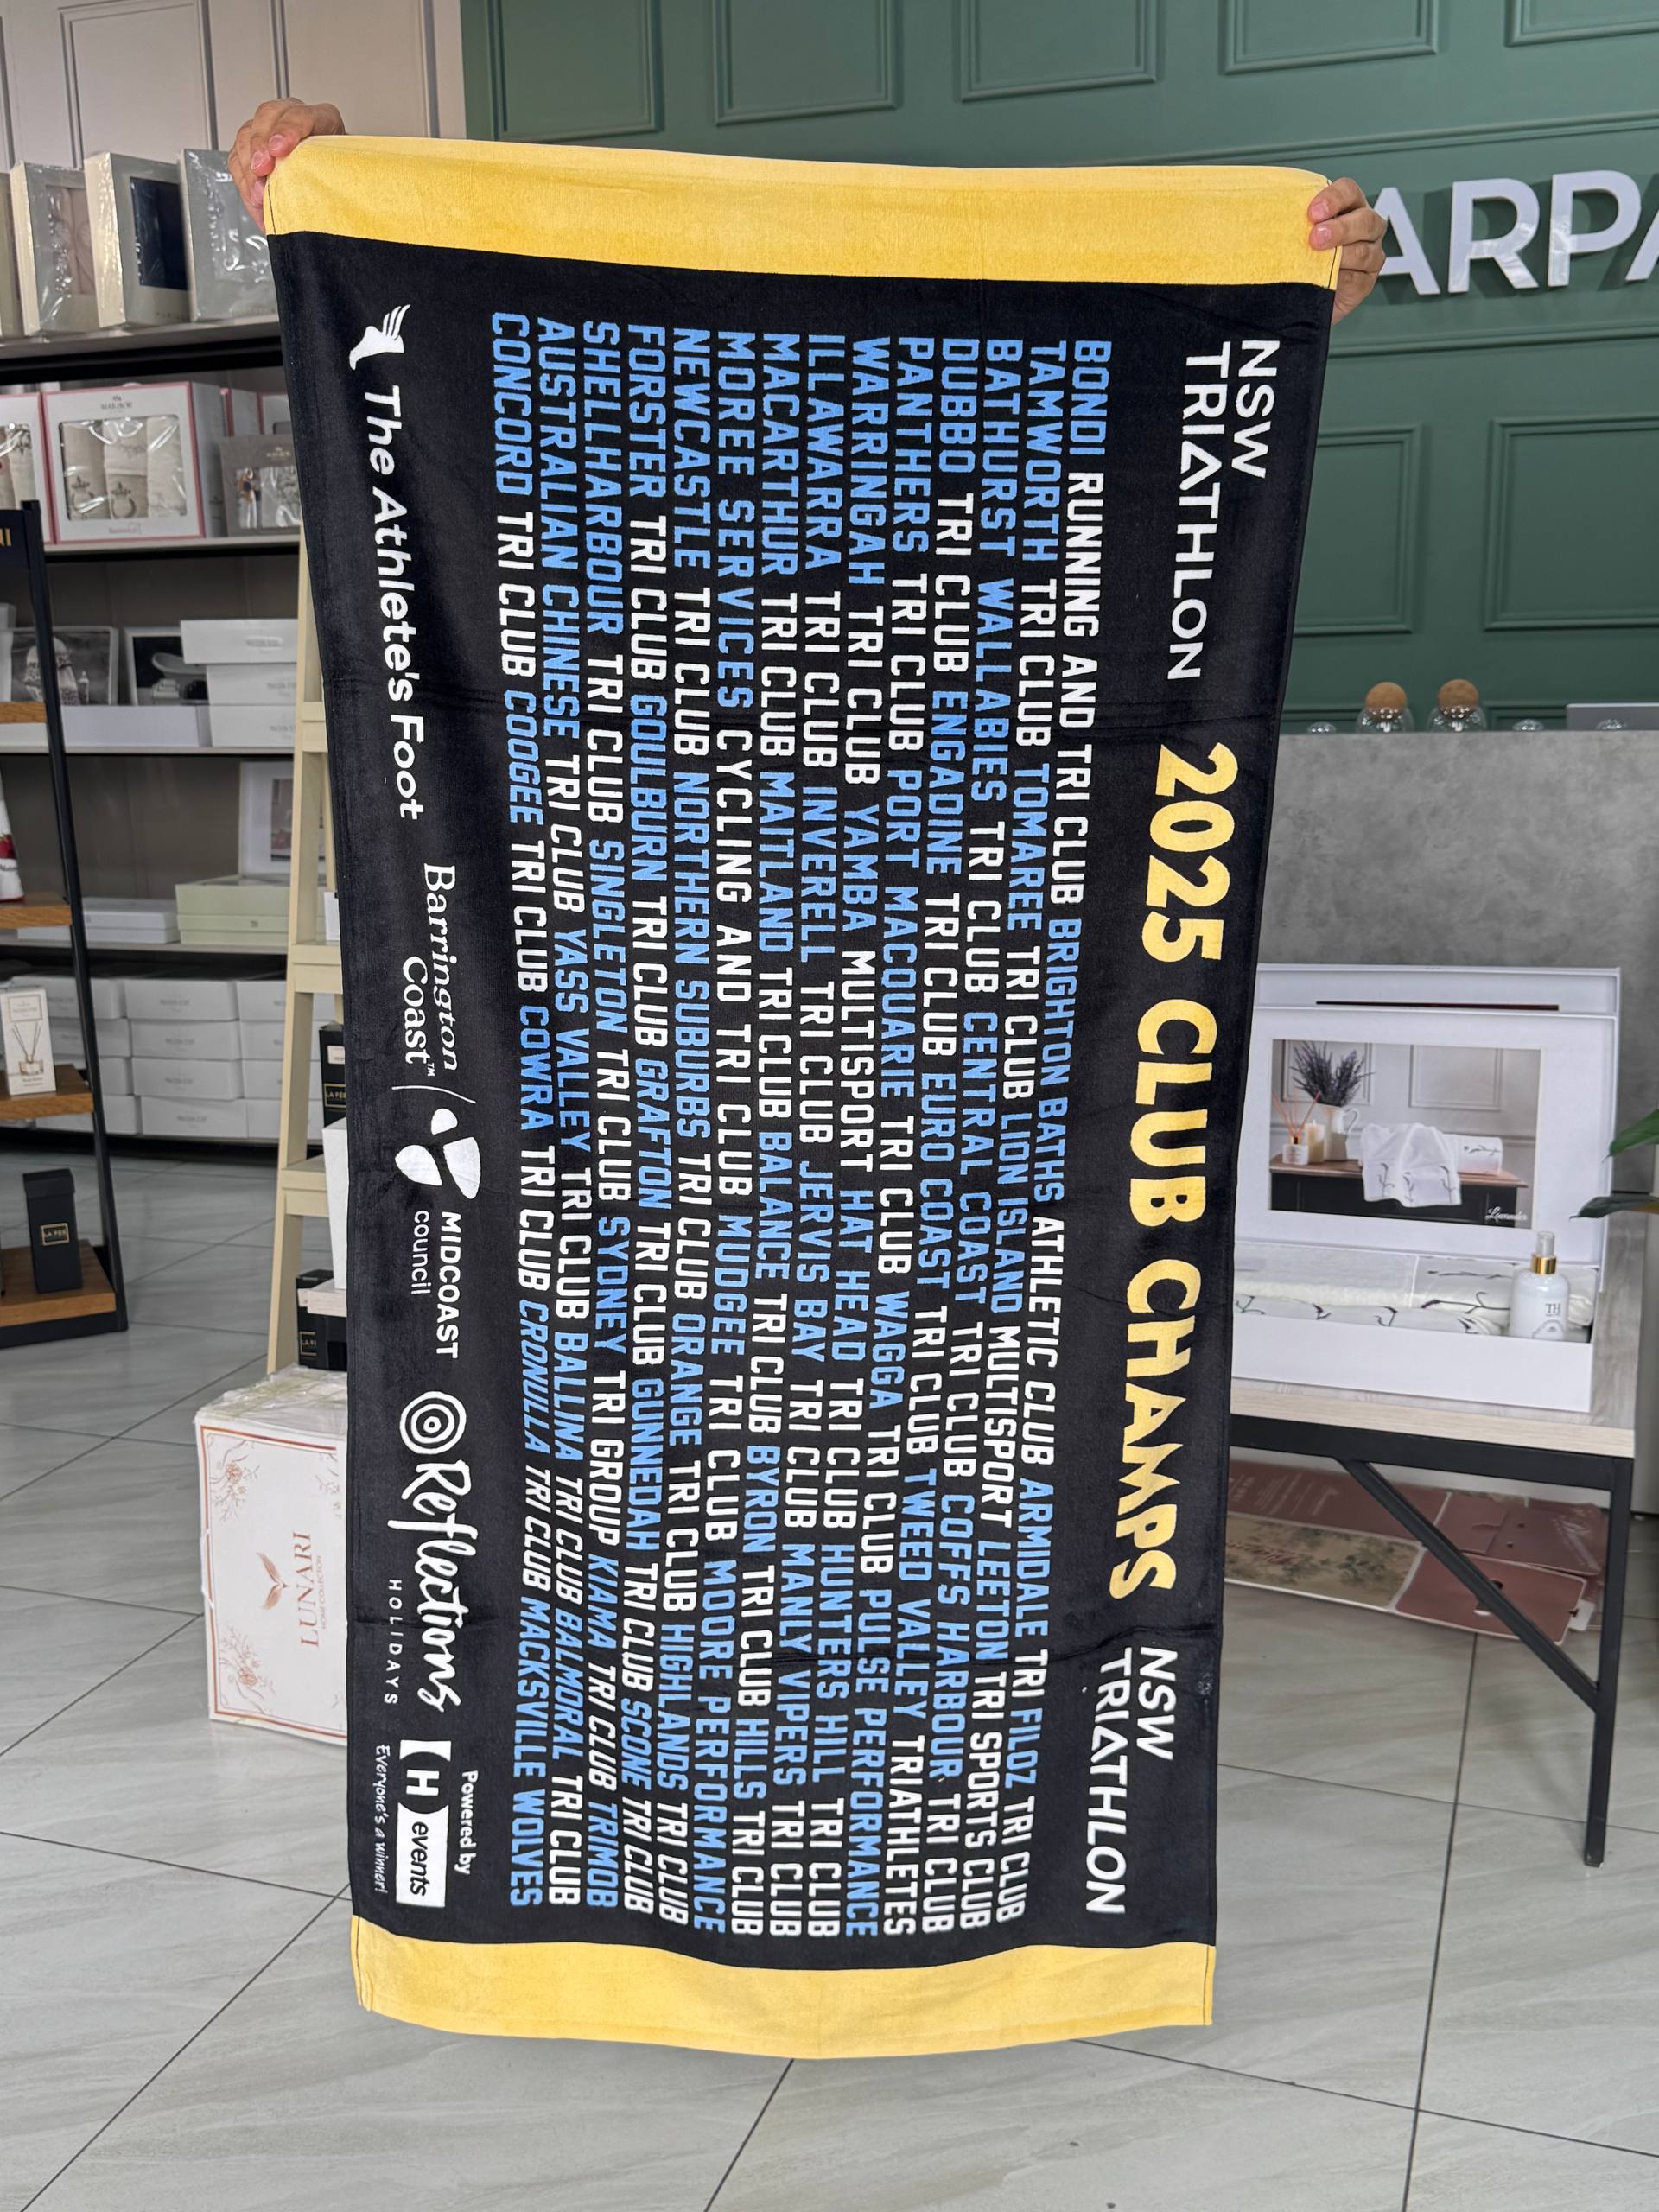 NSW
TRIATHLON
2025 CLUB CHAMPS
NSW
TRIATHLON
BONDI RUNNING AND TRI CLUB BRIGHTON BATHS ATHLETIC CLUB ARMIDALE TRI FILOZ TRI CLUB
TAMWORTH TRI CLUB TOMAREE TRI CLUB LION ISLAND MULTISPORT LEETON TRI SPORTS CLUB
BATHURST WALLABIES TRI CLUB CENTRAL COAST TRI CLUB COFFS HARBOUR TRI CLUB
DUBBO TRI CLUB ENGADINE TRI CLUB EURO COAST TRI CLUB TWEED VALLEY TRIATHLETES
PANTHERS TRI CLUB PORT MACQUARIE TRI CLUB WAGGA TRI CLUB PULSE PERFORMANCE
WARRINGAH TRI CLUB YAMBA MULTISPORT HAT HEAD TRI CLUB HUNTERS HILL TRI CLUB
ILLAWARRA TRI CLUB INVERELL TRI CLUB JERVIS BAY TRI CLUB MANLY VIPERS TRI CLUB
MACARTHUR TRI CLUB MAITLAND TRI CLUB BALANCE TRI CLUB BYRON TRI CLUB HILLS TRI CLUB
MOREE SERVICES CYCLING AND TRI CLUB MUDGEE TRI CLUB MOORE PERFORMANCE
NEWCASTLE TRI CLUB NORTHERN SUBURBS TRI CLUB ORANGE TRI CLUB HIGHLANDS TRI CLUB
FORSTER TRI CLUB GOULBURN TRI CLUB GRAFTON TRI CLUB GUNNEDAH TRI CLUB SCONE TRI CLUB
SHELLHARBOUR TRI CLUB SINGLETON TRI CLUB SYDNEY TRI GROUP KIAMA TRI CLUB TRIMOB
AUSTRALIAN CHINESE TRI CLUB YASS VALLEY TRI CLUB BALLINA TRI CLUB BALMORAL TRI CLUB
CONCORD TRI CLUB COOGEE TRI CLUB COWRA TRI CLUB CRONULLA TRI CLUB MACKSVILLE WOLVES
The Athlete's Foot
Barrington
Coast™
MIDCOAST
council
Reflections
HOLIDAYS
Powered by
H events
Everyone's a winner!
ARPA
LUNARI
HOME COLLECTION
Lavender